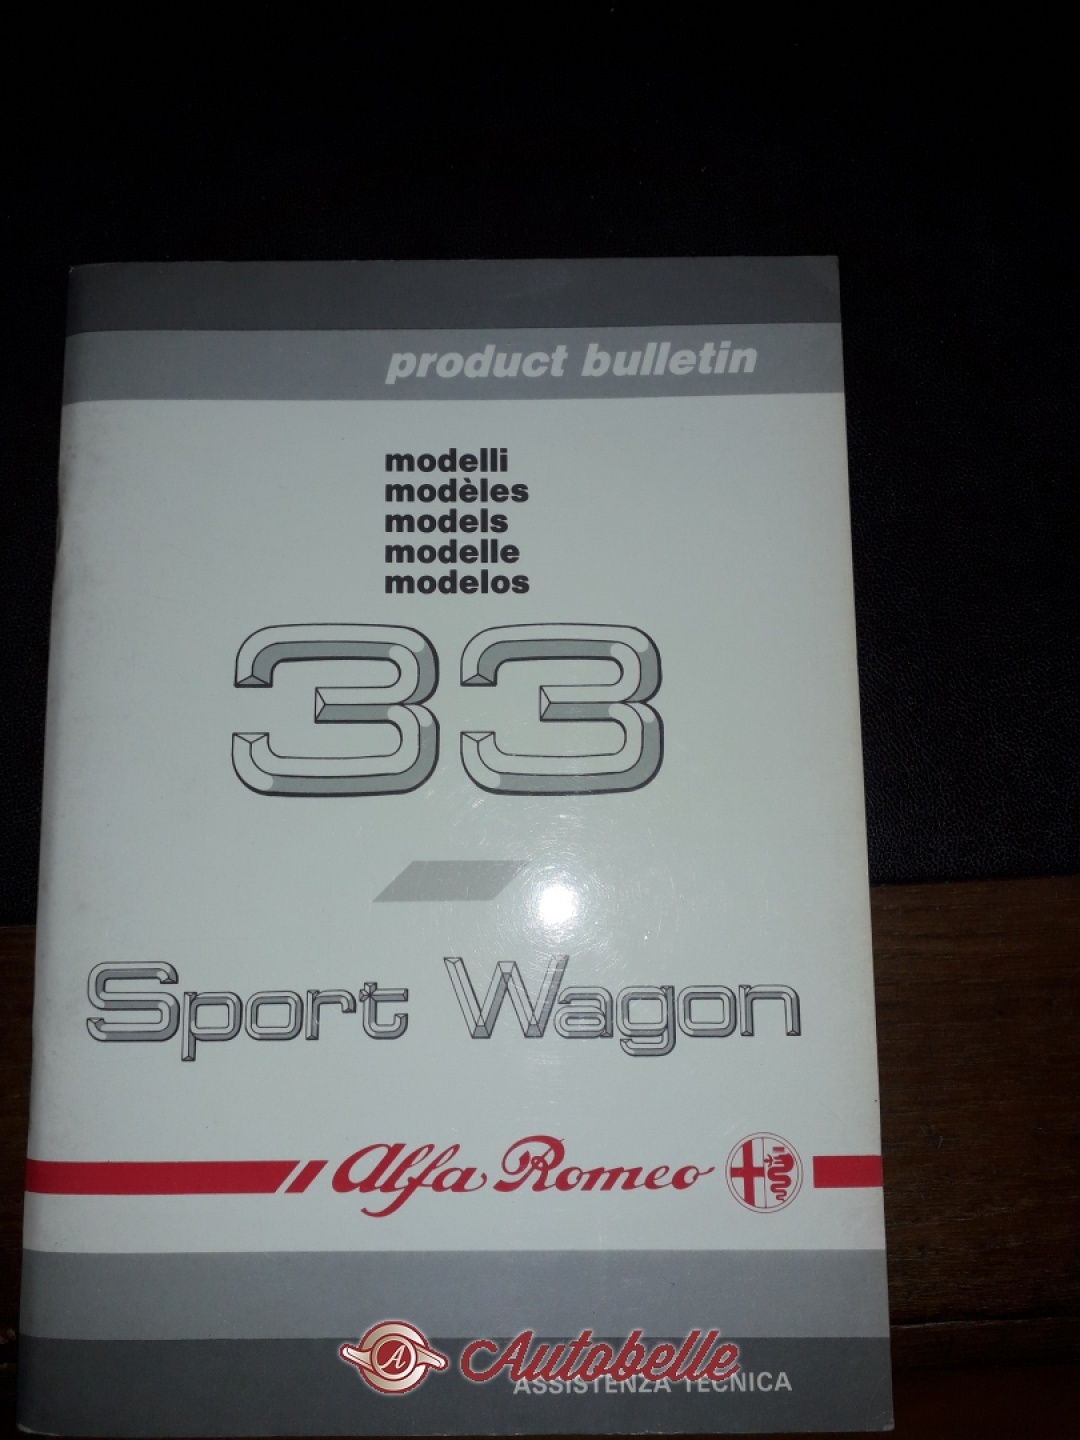 product bulletin
modelli
modèles
models
modelle
modelos
33
Sport Wagon
Alfa Romeo
A Autobelle
ASSISTENZA TECNICA